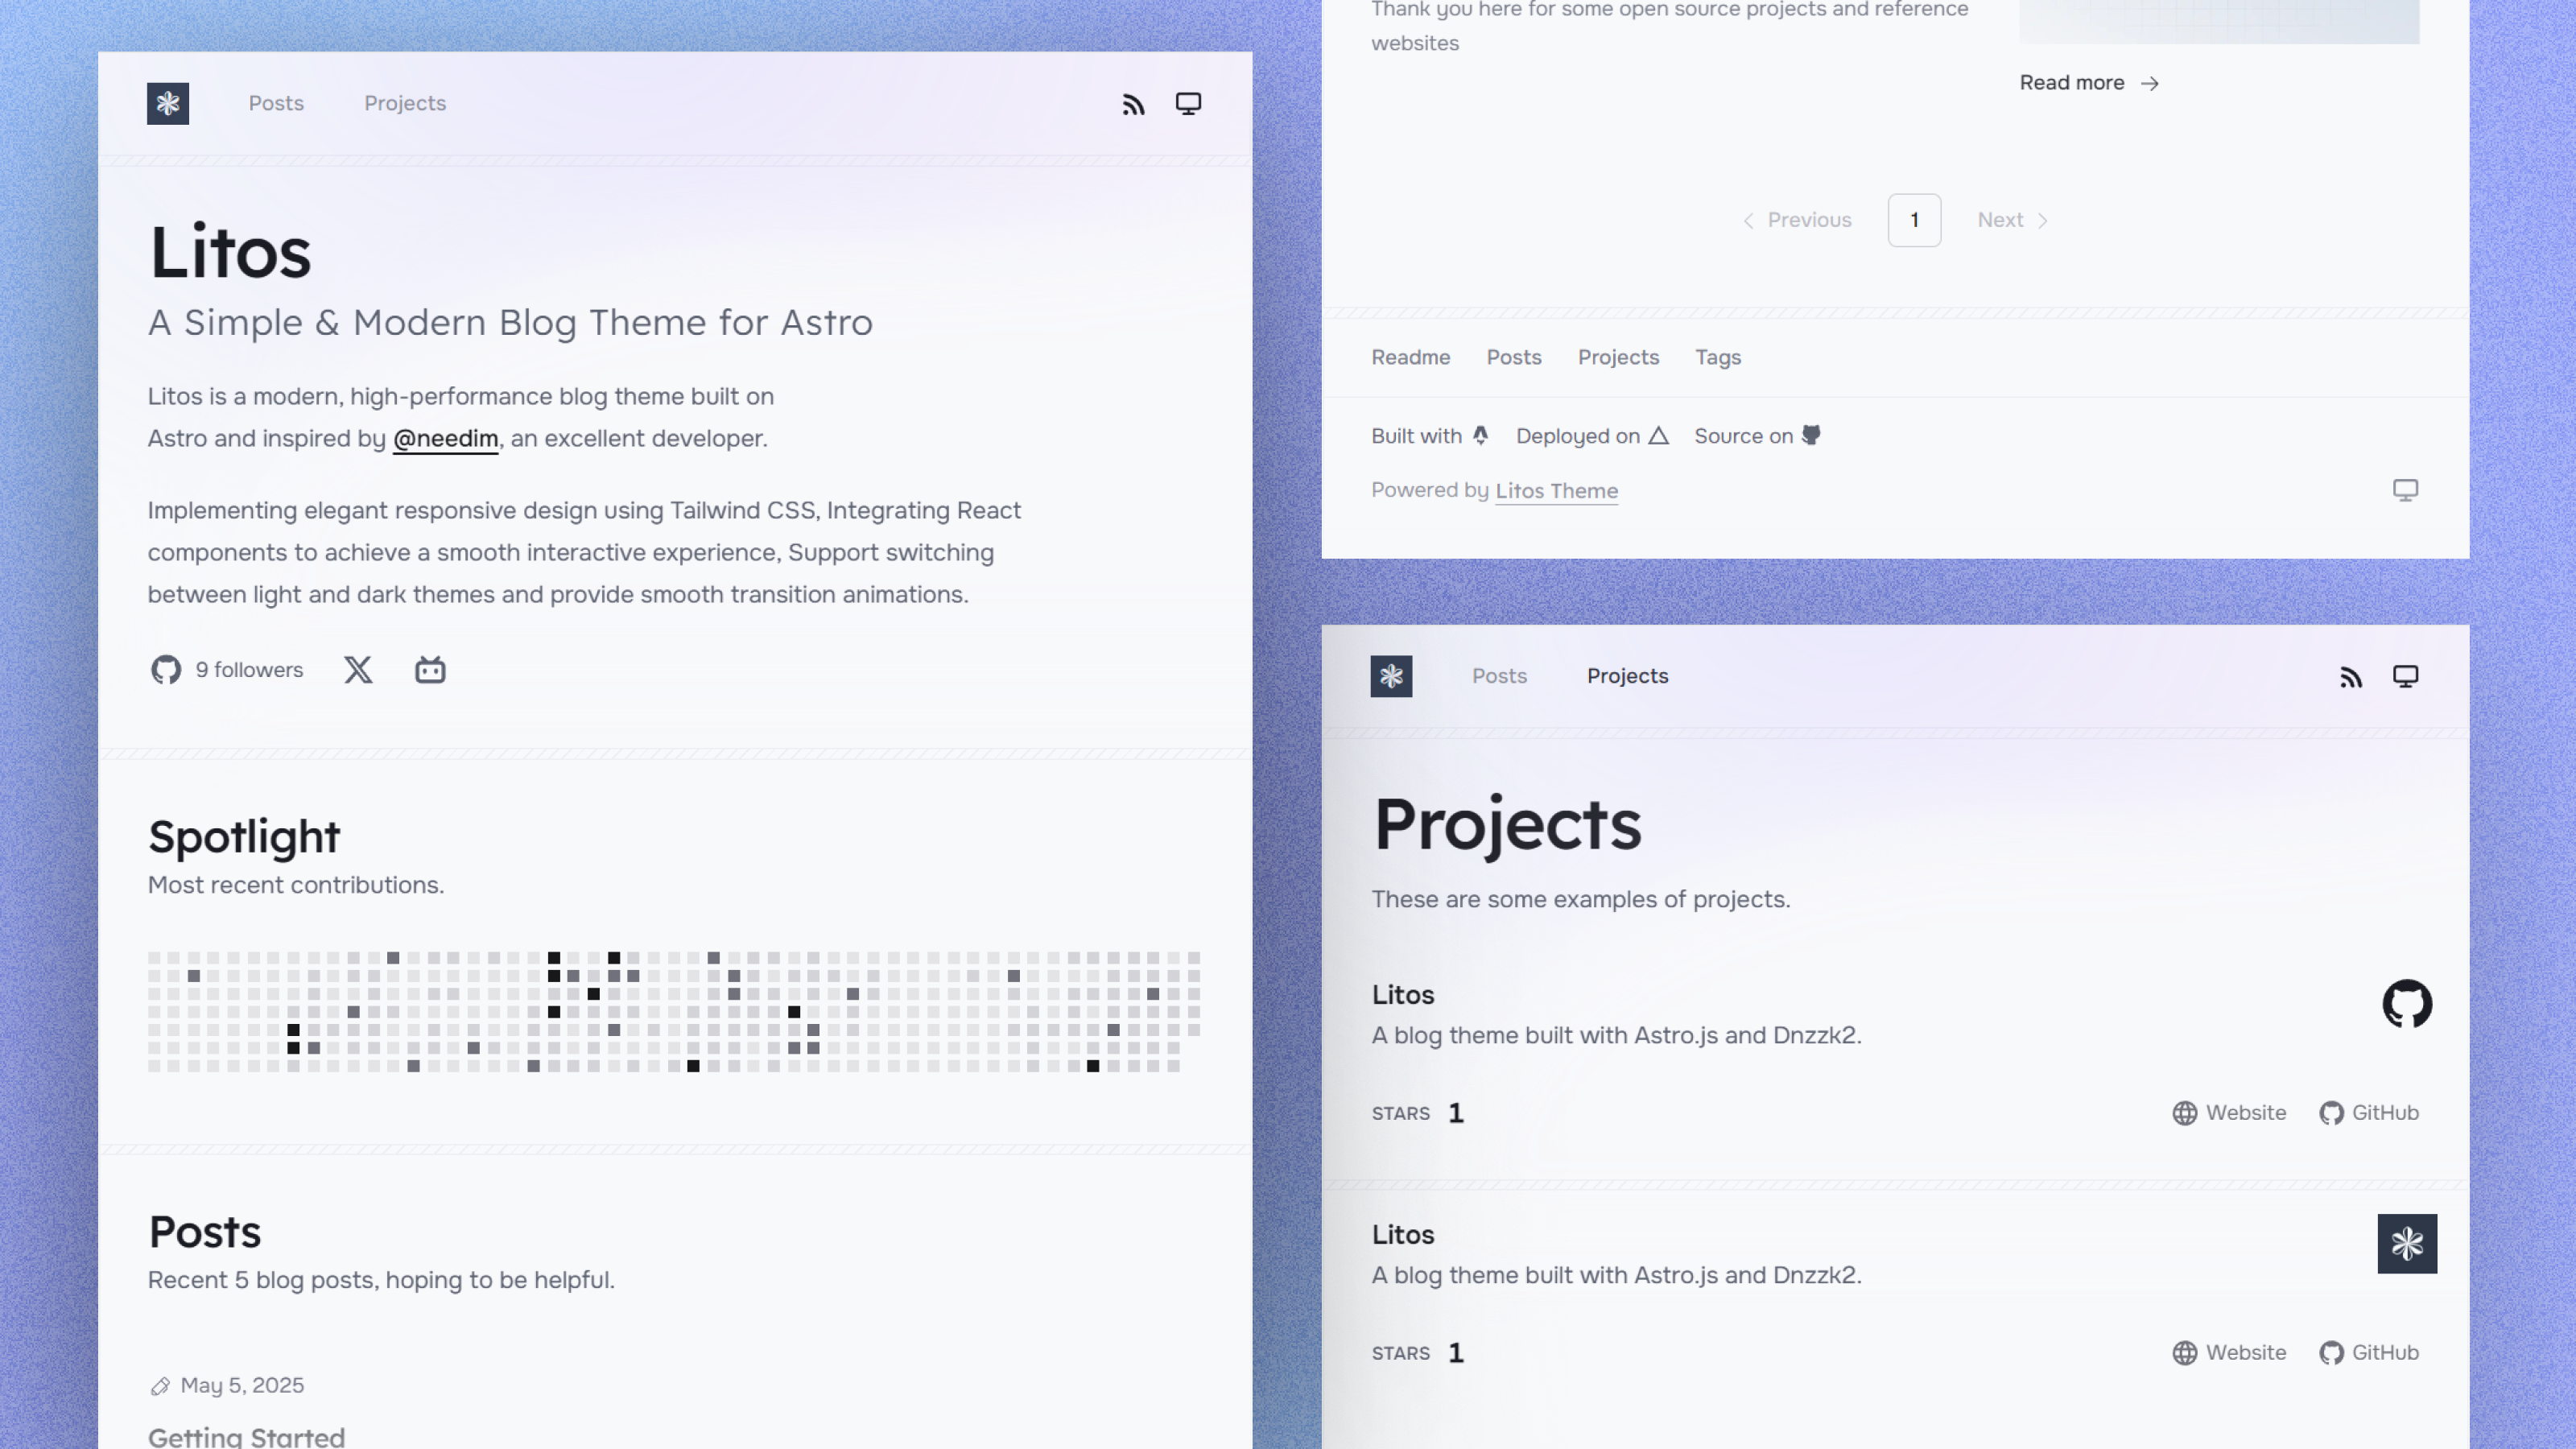 Posts
Projects
Litos
A Simple & Modern Blog Theme for Astro
Litos is a modern, high-performance blog theme built on
Astro and inspired by @needim, an excellent developer.
Implementing elegant responsive design using Tailwind CSS, Integrating React
components to achieve a smooth interactive experience, Support switching
between light and dark themes and provide smooth transition animations.
9 followers
Spotlight
Most recent contributions.
Posts
Recent 5 blog posts, hoping to be helpful.
May 5, 2025
Getting Started
Thank you here for some open source projects and reference
websites
Read more
Previous 1 Next
Readme Posts Projects Tags
Built with Deployed on Source on
Powered by Litos Theme
Posts Projects
Projects
These are some examples of projects.
Litos
A blog theme built with Astro.js and Dnzzk2.
STARS 1 Website GitHub
Litos
A blog theme built with Astro.js and Dnzzk2.
STARS 1 Website GitHub